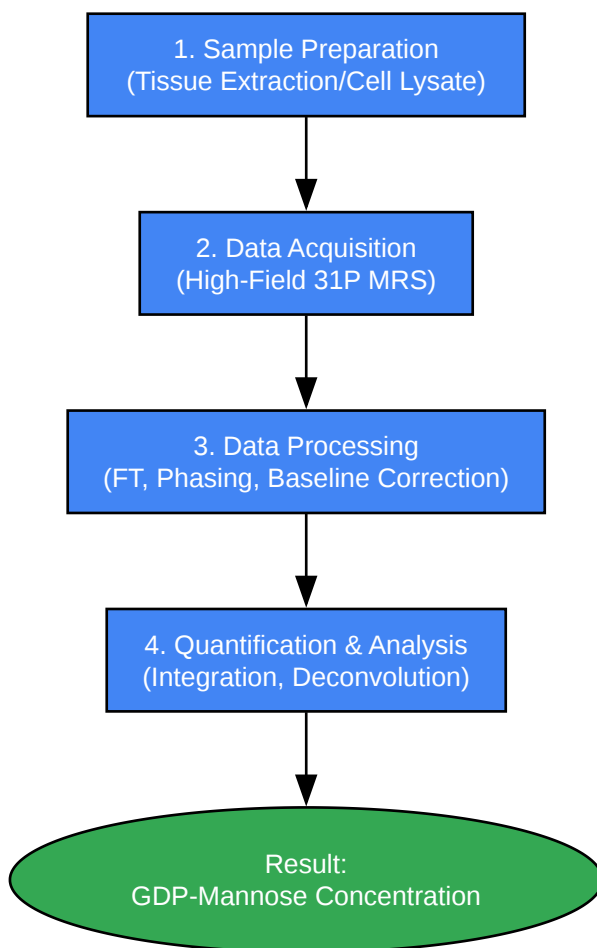 1. Sample Preparation
(Tissue Extraction/Cell Lysate)
2. Data Acquisition
(High-Field 31P MRS)
3. Data Processing
(FT, Phasing, Baseline Correction)
4. Quantification & Analysis
(Integration, Deconvolution)
Result:
GDP-Mannose Concentration